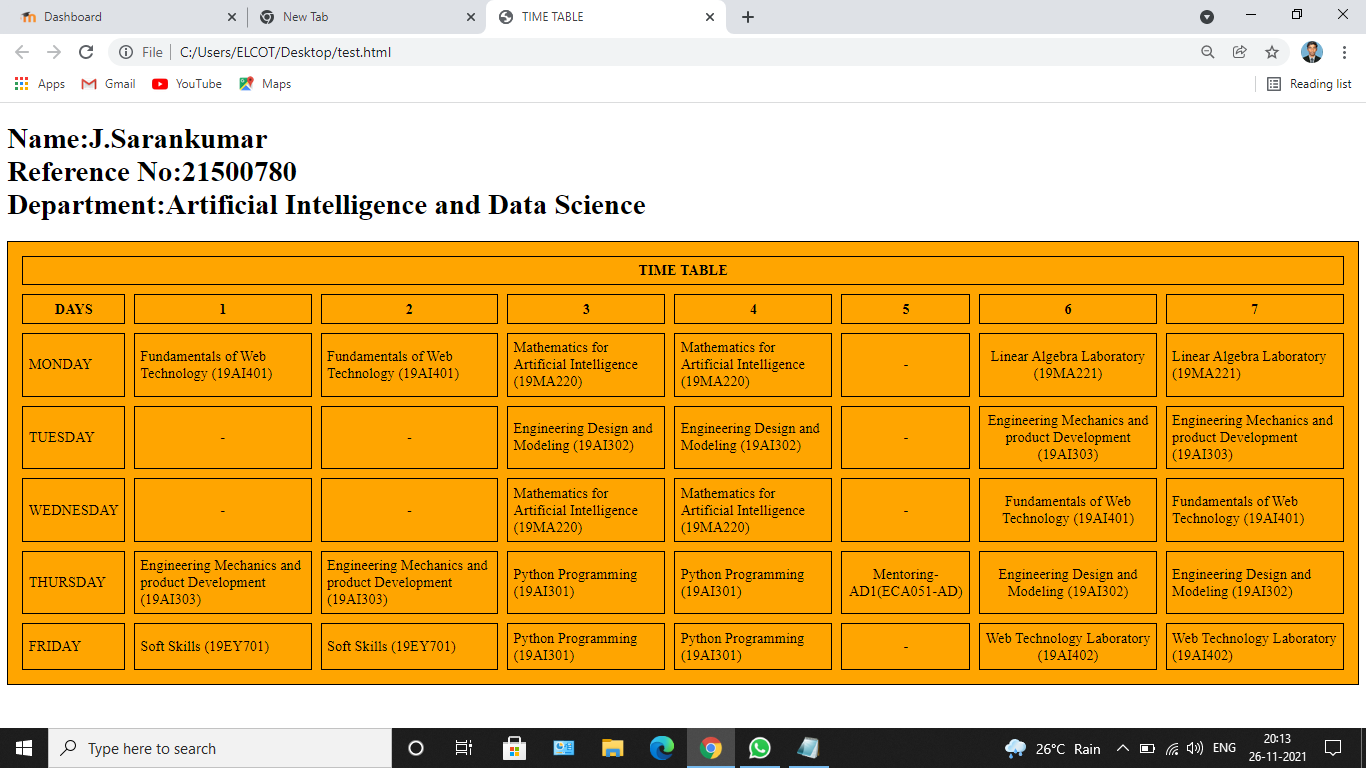 Dashboard
New Tab
TIME TABLE
File
C:/Users/ELCOT/Desktop/test.html
Apps
Gmail
YouTube
Maps
Reading list
Name:J.Sarankumar
Reference No:21500780
Department:Artificial Intelligence and Data Science
TIME TABLE
DAYS
1
2
3
4
5
6
7
MONDAY
Fundamentals of Web
Technology (19AI401)
Fundamentals of Web
Technology (19AI401)
Mathematics for
Artificial Intelligence
(19MA220)
Mathematics for
Artificial Intelligence
(19MA220)
-
Linear Algebra Laboratory
(19MA221)
Linear Algebra Laboratory
(19MA221)
TUESDAY
-
-
Engineering Design and
Modeling (19AI302)
Engineering Design and
Modeling (19AI302)
-
Engineering Mechanics and
product Development
(19AI303)
Engineering Mechanics and
product Development
(19AI303)
WEDNESDAY
-
-
Mathematics for
Artificial Intelligence
(19MA220)
Mathematics for
Artificial Intelligence
(19MA220)
-
Fundamentals of Web
Technology (19AI401)
Fundamentals of Web
Technology (19AI401)
THURSDAY
Engineering Mechanics and
product Development
(19AI303)
Engineering Mechanics and
product Development
(19AI303)
Python Programming
(19AI301)
Python Programming
(19AI301)
Mentoring-
AD1(ECA051-AD)
Engineering Design and
Modeling (19AI302)
Engineering Design and
Modeling (19AI302)
FRIDAY
Soft Skills (19EY701)
Soft Skills (19EY701)
Python Programming
(19AI301)
Python Programming
(19AI301)
-
Web Technology Laboratory
(19AI402)
Web Technology Laboratory
(19AI402)
Type here to search
26°C Rain
ENG
20:13
26-11-2021